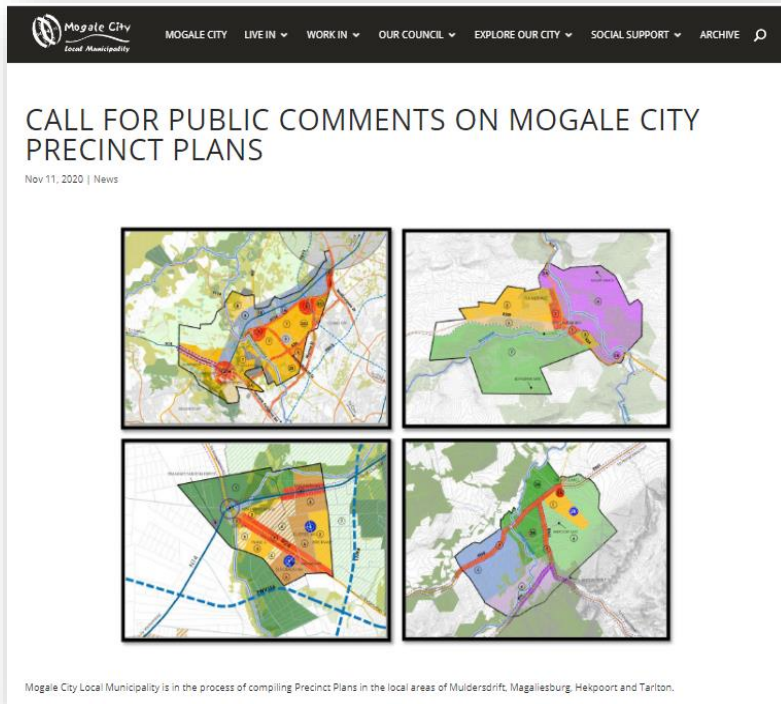 Mogale City
Local Municipality
MOGALE CITY LIVE IN WORK IN OUR COUNCIL EXPLORE OUR CITY SOCIAL SUPPORT ARCHIVE
CALL FOR PUBLIC COMMENTS ON MOGALE CITY
PRECINCT PLANS
Nov 11, 2020 | News
Mogale City Local Municipality is in the process of compiling Precinct Plans in the local areas of Muldersdrift, Magaliesburg, Hekpoort and Tarlton.